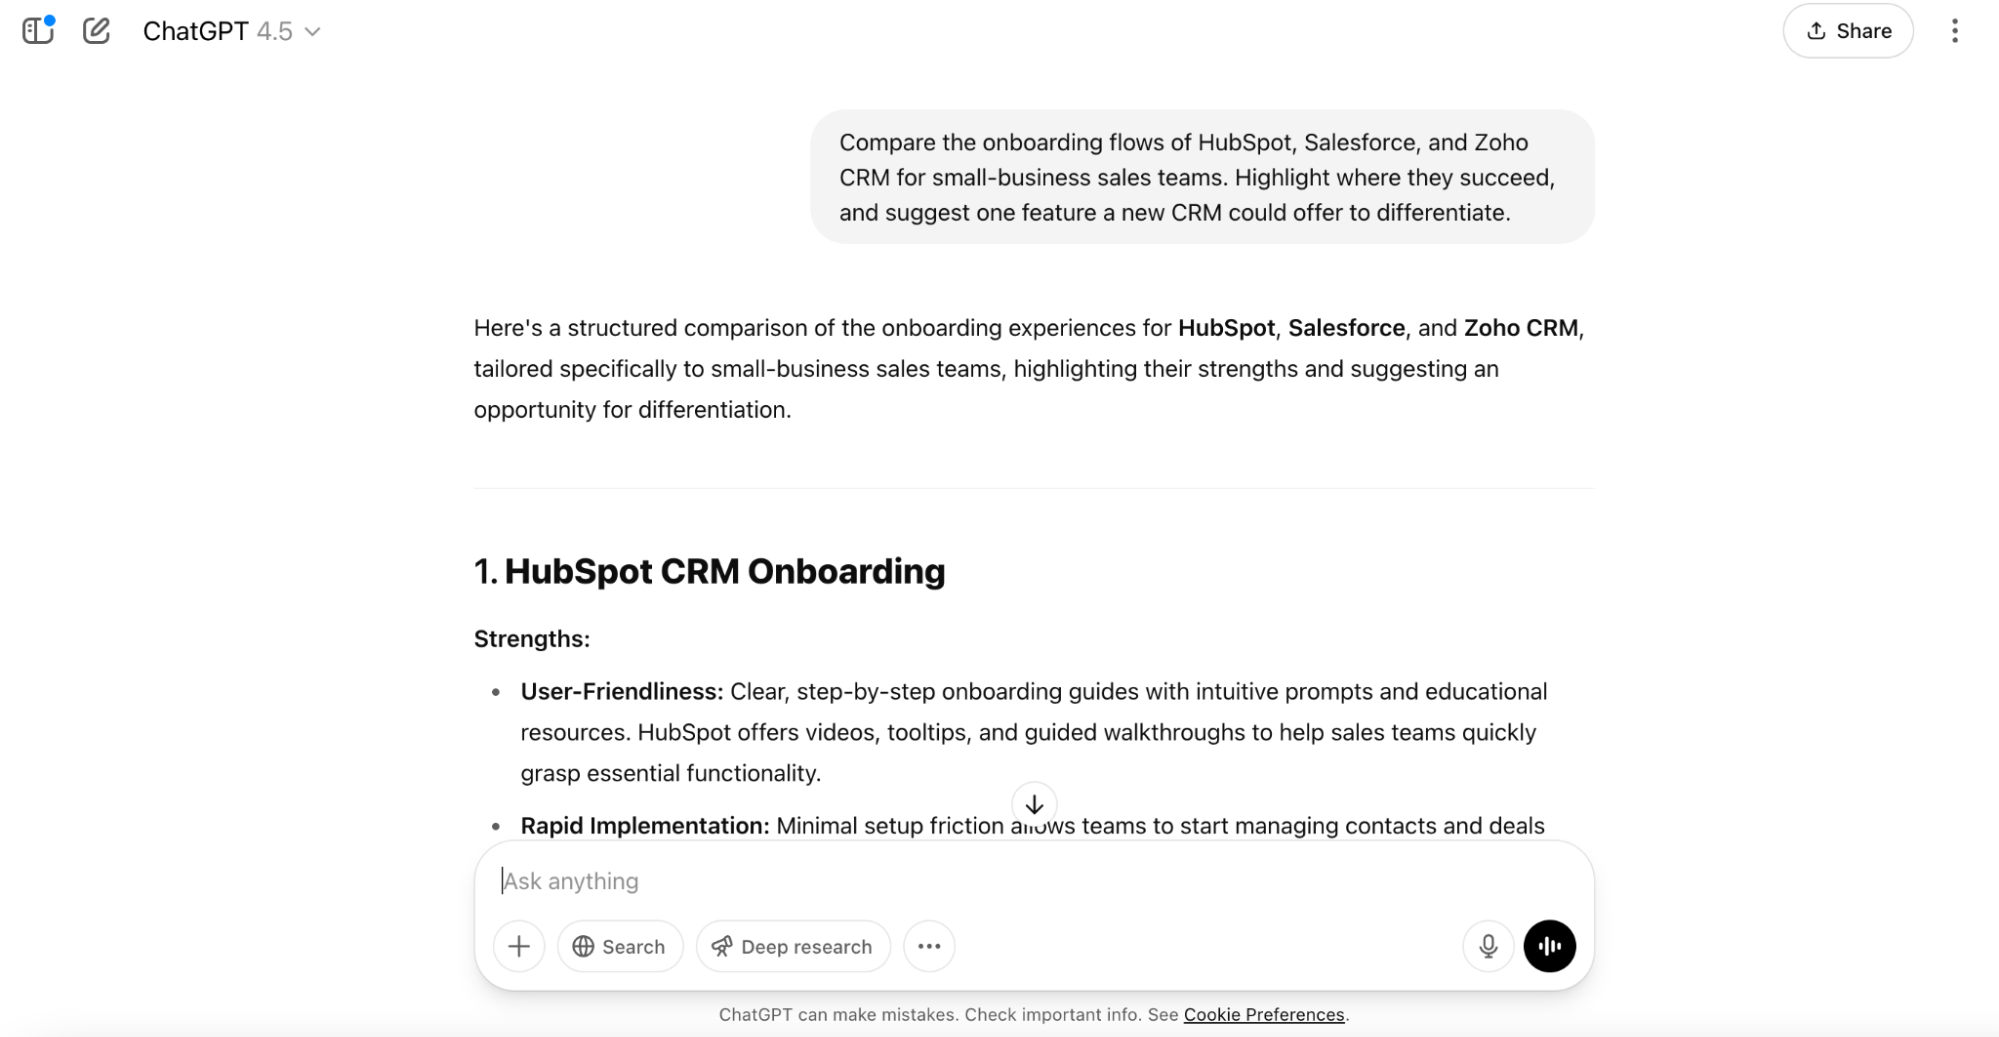 ChatGPT 4.5
Share
Compare the onboarding flows of HubSpot, Salesforce, and Zoho
CRM for small-business sales teams. Highlight where they succeed,
and suggest one feature a new CRM could offer to differentiate.
Here's a structured comparison of the onboarding experiences for HubSpot, Salesforce, and Zoho CRM,
tailored specifically to small-business sales teams, highlighting their strengths and suggesting an
opportunity for differentiation.
1. HubSpot CRM Onboarding
Strengths:
• User-Friendliness: Clear, step-by-step onboarding guides with intuitive prompts and educational
resources. HubSpot offers videos, tooltips, and guided walkthroughs to help sales teams quickly
grasp essential functionality.
• Rapid Implementation: Minimal setup friction allows teams to start managing contacts and deals
Ask anything
Search
Deep research
ChatGPT can make mistakes. Check important info. See Cookie Preferences.